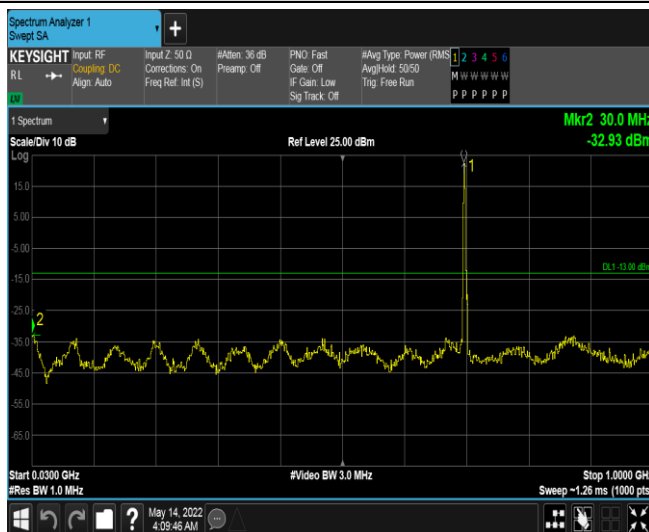 Spectrum Analyzer 1
Swept SA
+
KEYSIGHT Input: RF Input Z: 50 Ω #Atten: 36 dB PNO: Fast #Avg Type: Power (RMS 1 2 3 4 5 6
RL Coupling: DC Corrections: On Preamp: Off Gate: Off Avg|Hold: 50/50 M W W W W W
Align: Auto Freq Ref: Int (S) IF Gain: Low Trig: Free Run
Sig Track: Off P P P P P P
1 Spectrum Mkr2 30.0 MHz
Scale/Div 10 dB Ref Level 25.00 dBm -32.93 dBm
Log
1
15.0
5.00
-5.00
DL1 -13.00 dBm
-15.0
-25.0
2
-35.0
-45.0
-55.0
-65.0
Start 0.0300 GHz #Video BW 3.0 MHz Stop 1.0000 GHz
#Res BW 1.0 MHz Sweep ~1.26 ms (1000 pts
? May 14, 2022
4:09:46 AM